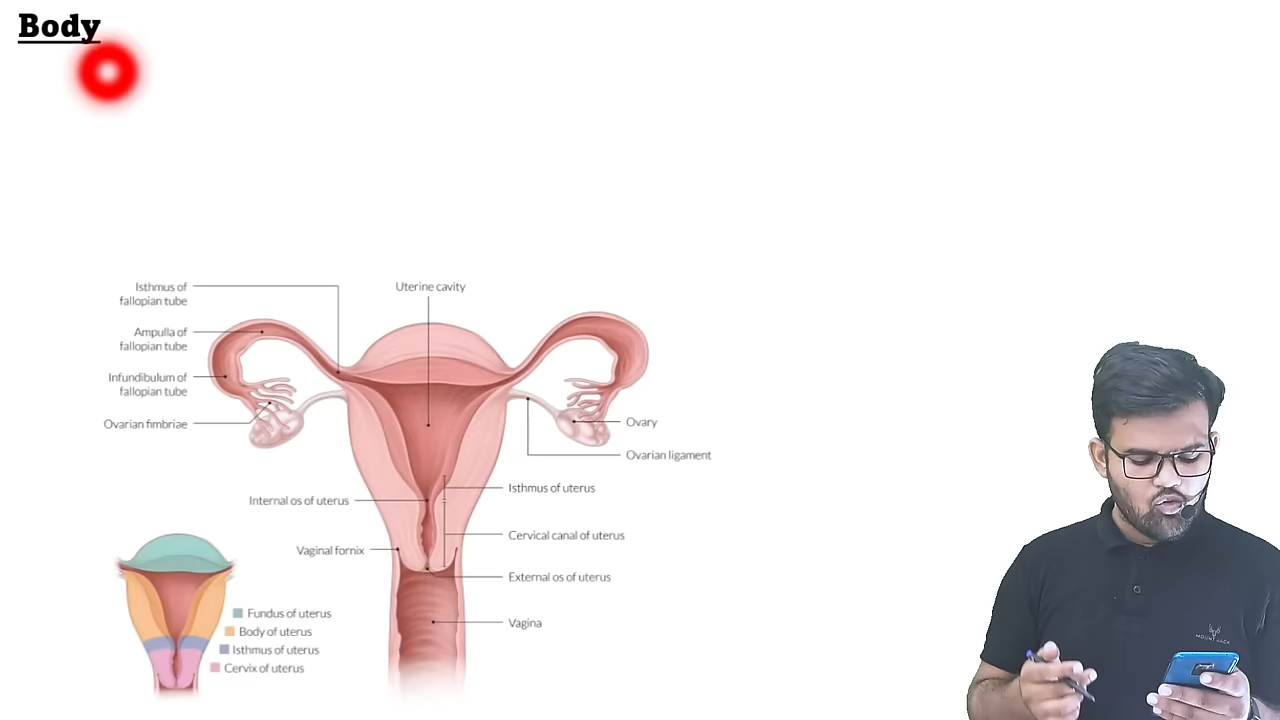 Body
Isthmus of
fallopian tube
Uterine cavity
Ampulla of
fallopian tube
Infundibulum of
fallopian tube
Ovarian fimbriae
Ovary
Ovarian ligament
Isthmus of uterus
Internal os of uterus
Cervical canal of uterus
Vaginal fornix
External os of uterus
Vagina
Fundus of uterus
Body of uterus
Isthmus of uterus
Cervix of uterus